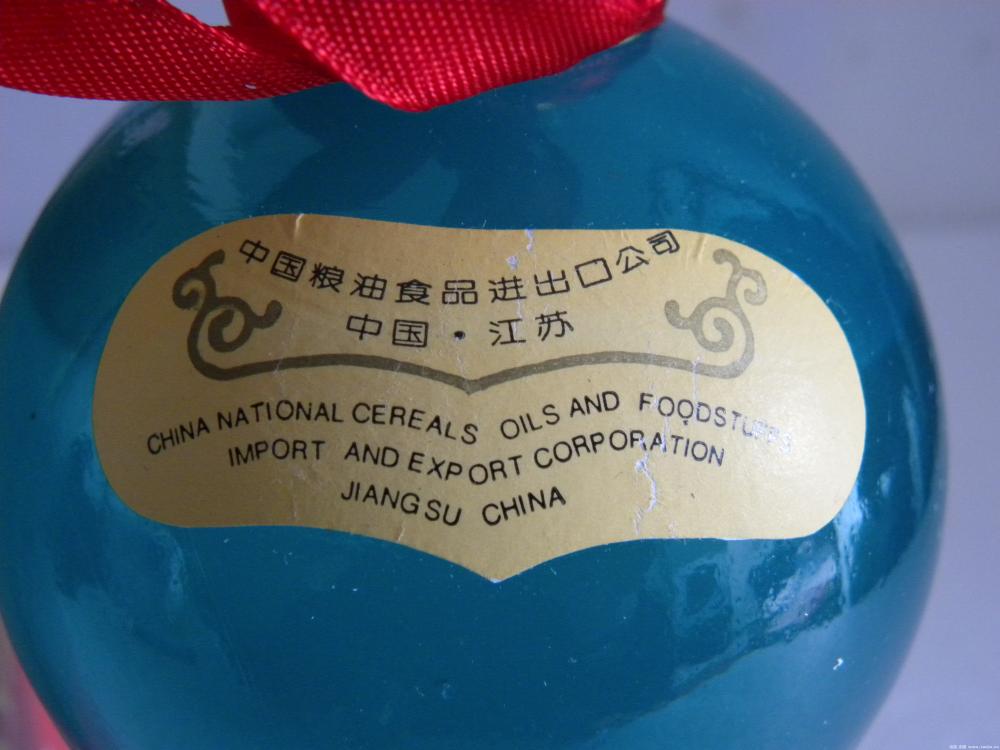 中国粮油食品进出口公司
中国·江苏
CHINA NATIONAL CEREALS OILS AND FOODSTUFFS
IMPORT AND EXPORT CORPORATION
JIANGSU CHINA